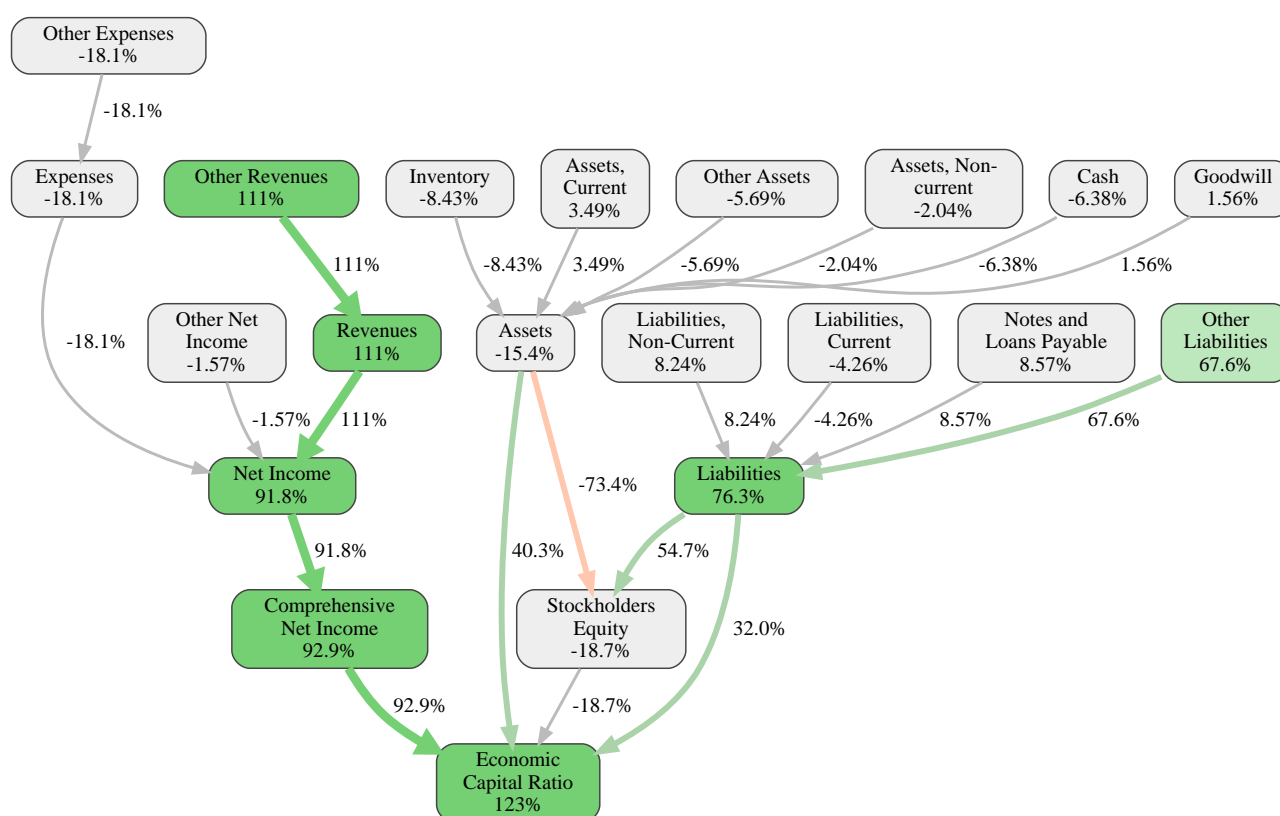 Other Expenses
-18.1%
-18.1%
Expenses
-18.1%
Other Revenues
111%
Inventory
-8.43%
Assets,
Current
3.49%
Other Assets
-5.69%
Assets, Non-
current
-2.04%
Cash
-6.38%
Goodwill
1.56%
111%
-8.43%
3.49%
-5.69%
-2.04%
-6.38%
1.56%
-18.1%
Other Net
Income
-1.57%
Revenues
111%
Assets
-15.4%
Liabilities,
Non-Current
8.24%
Liabilities,
Current
-4.26%
Notes and
Loans Payable
8.57%
Other
Liabilities
67.6%
-1.57%
111%
8.24%
-4.26%
8.57%
67.6%
Net Income
91.8%
-73.4%
Liabilities
76.3%
91.8%
40.3%
54.7%
Comprehensive
Net Income
92.9%
Stockholders
Equity
-18.7%
32.0%
92.9%
-18.7%
Economic
Capital Ratio
123%